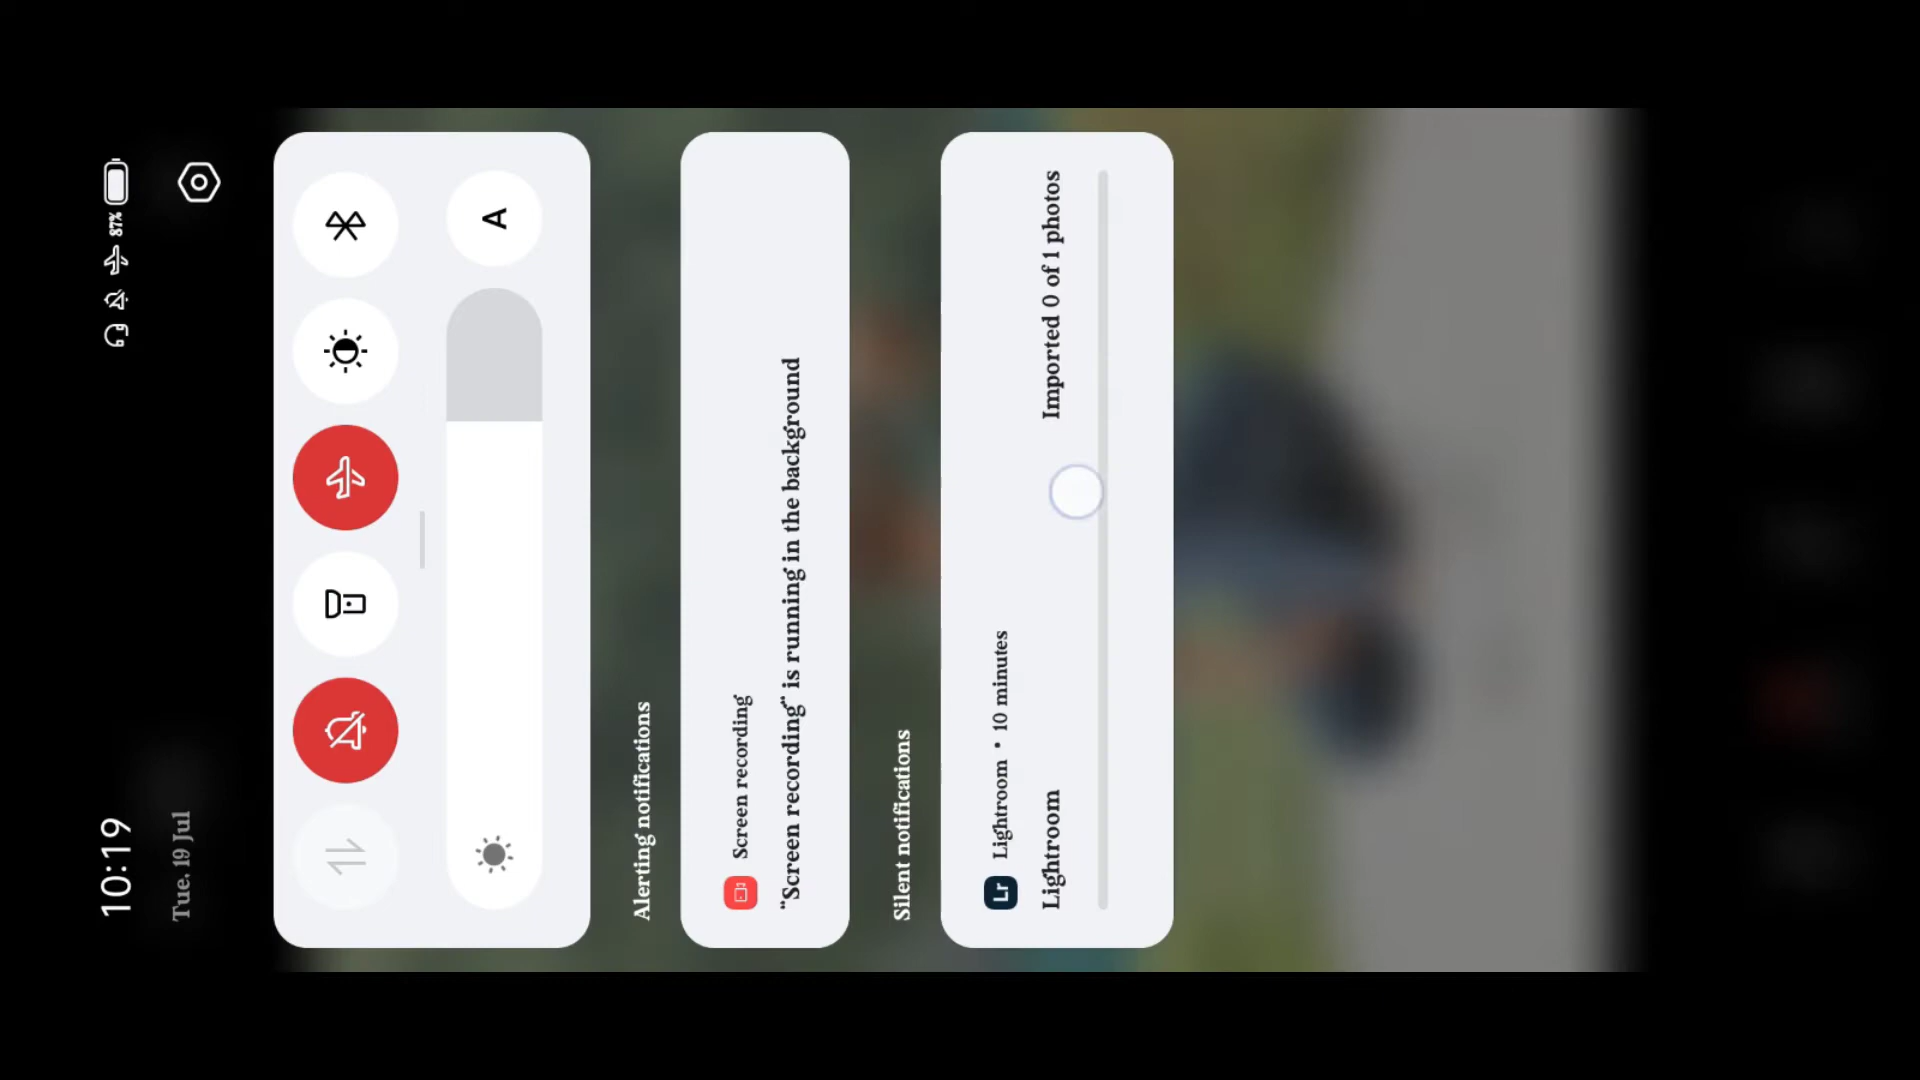 10:19
87%
Tue. 19 Jul
A
Alerting notifications
Screen recording
“Screen recording” is running in the background
Silent notifications
Lr
Lightroom • 10 minutes
Lightroom
Imported 0 of 1 photos